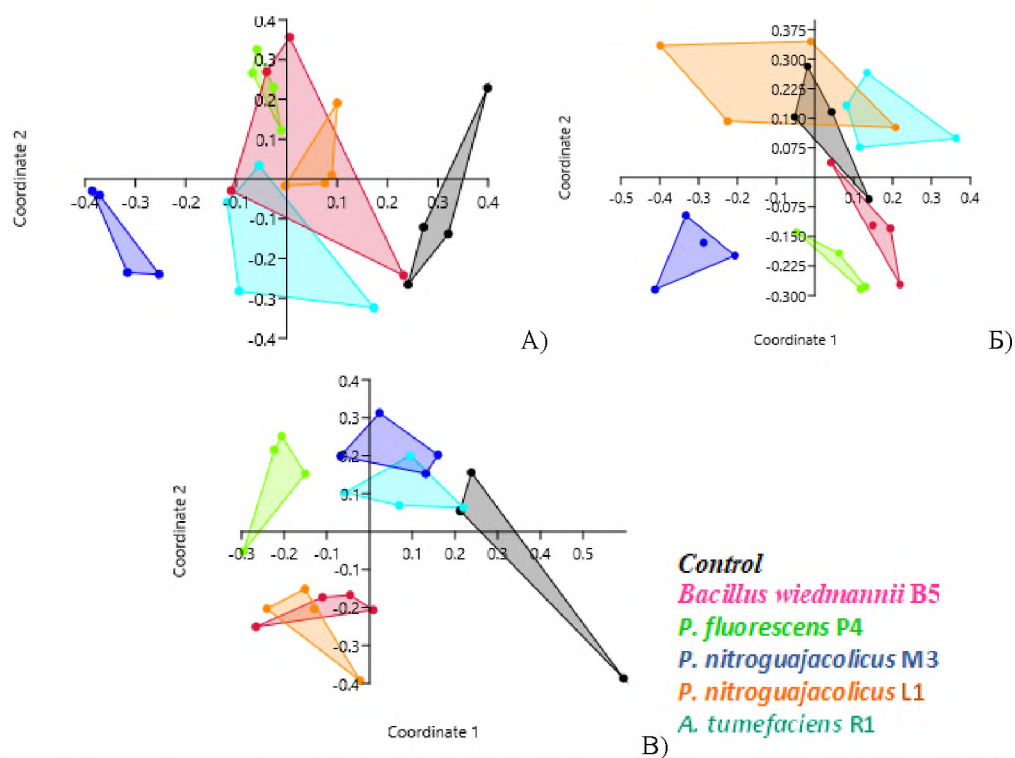 0.4
0.3
0.2
0.1
-0.1
-0.2
-0.3
-0.4
-0.4 -0.3 -0.2 -0.1 0.1 0.2 0.3 0.4
Coordinate 2
А)
0.375
0.300
0.225
0.150
0.075
-0.075
-0.150
-0.225
-0.300
-0.5 -0.4 -0.3 -0.2 0.1 0.2 0.3 0.4
Coordinate 2
Coordinate 1
Б)
0.4
0.3
0.2
0.1
-0.1
-0.2
-0.3
-0.4
-0.3 -0.2 -0.1 0.1 0.2 0.3 0.4 0.5
Coordinate 2
Coordinate 1
В)
Control
Bacillus wiedmannii B5
P. fluorescens P4
P. nitroguajacolicus M3
P. nitroguajacolicus L1
A. tumefaciens R1